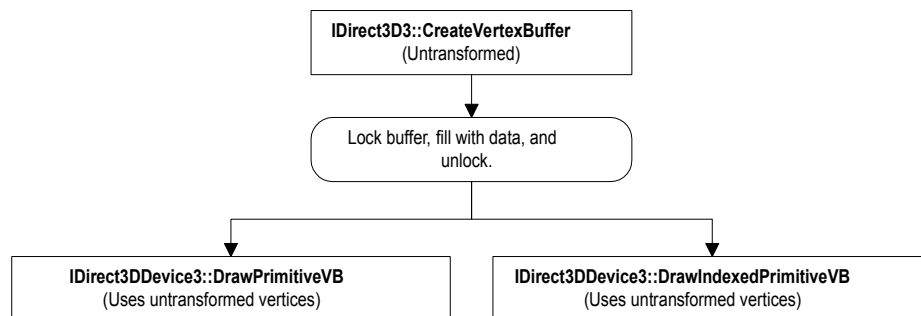 IDirect3D3::CreateVertexBuffer
(Untransformed)
Lock buffer, fill with data, and
unlock.
IDirect3DDevice3::DrawPrimitiveVB
(Uses untransformed vertices)
IDirect3DDevice3::DrawIndexedPrimitiveVB
(Uses untransformed vertices)